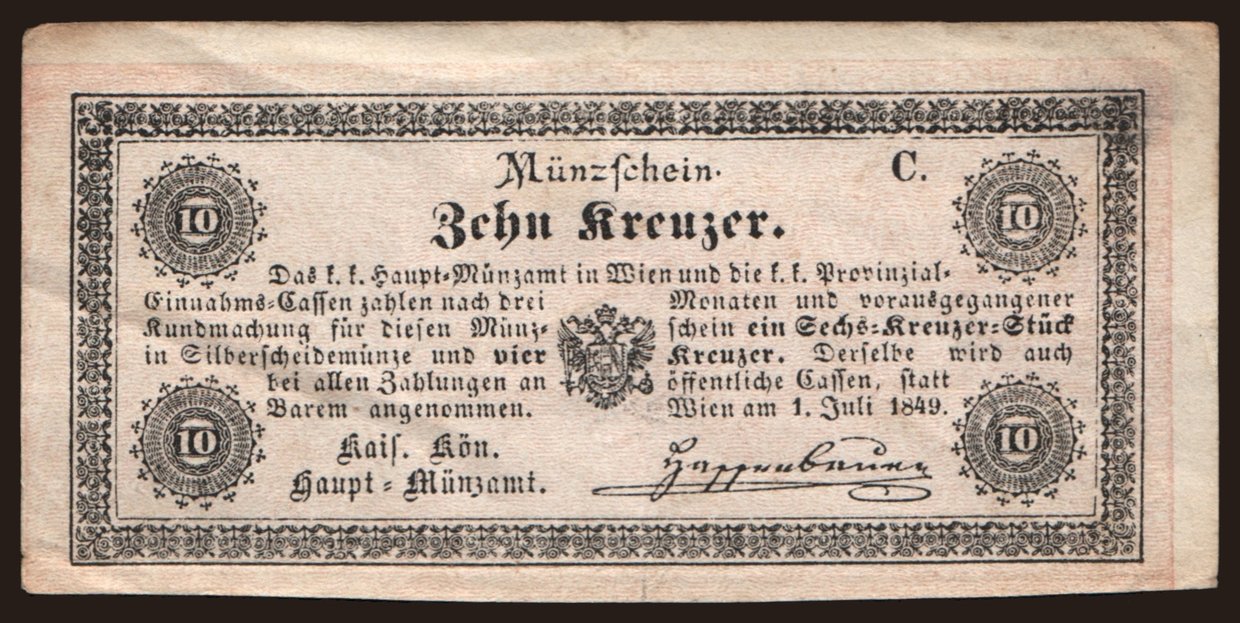 Münzschein. C.
Zehn Kreuzer.
10 10
Das k. k. Haupt-Münzamt in Wien und die k. k. Provinzial-
Einnahms-Cassen zahlen nach drei Monaten und vorausgegangener
Kundmachung für diesen Münz- schein ein Sechs-Kreuzer-Stück
in Silberscheidemünze und vier Kreuzer. Derselbe wird auch
bei allen Zahlungen an öffentliche Cassen, statt
Barem angenommen. Wien am 1. Juli 1849.
10 10
Kais. Kön.
Haupt-Münzamt.
Hassenbauer